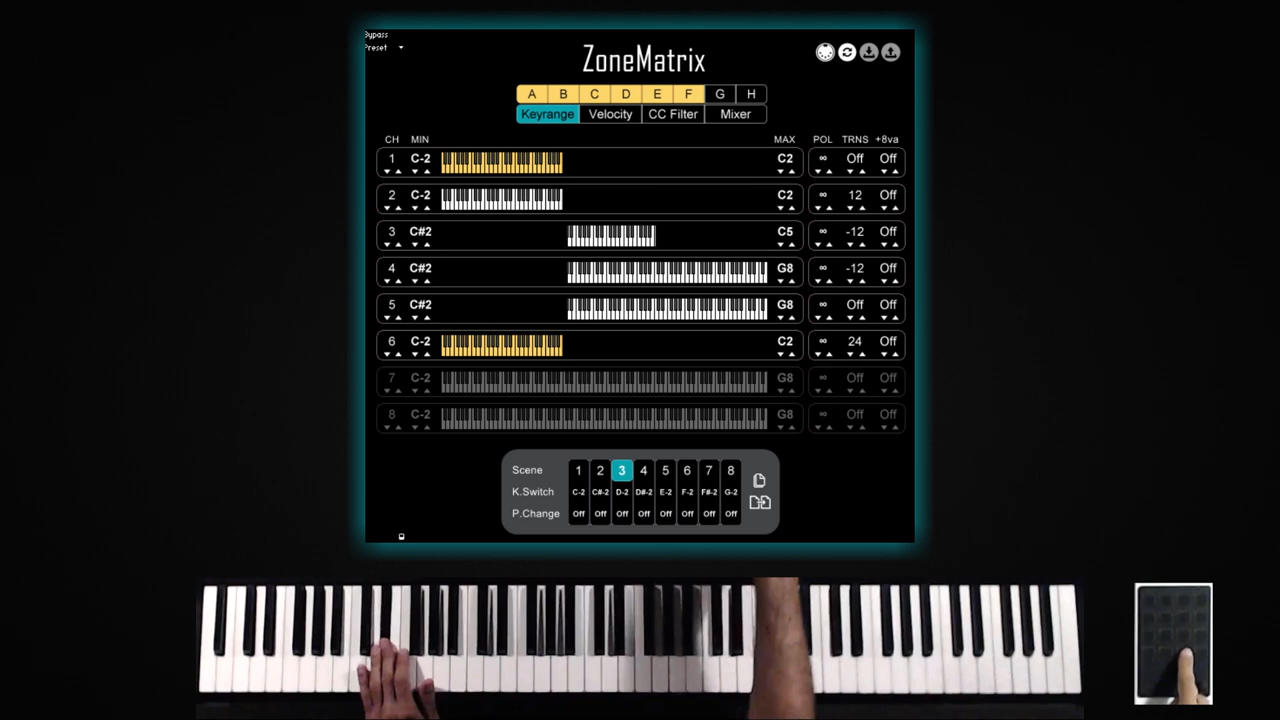 Bypass
Preset
ZoneMatrix
A B C D E F G H
Keyrange Velocity CC Filter Mixer
CH MIN MAX POL TRNS +8va
1 C-2 C2 ∞ Off Off
2 C-2 C2 ∞ 12 Off
3 C#2 C5 ∞ -12 Off
4 C#2 G8 ∞ -12 Off
5 C#2 G8 ∞ Off Off
6 C-2 C2 ∞ 24 Off
7 C-2 G8 ∞ Off Off
8 C-2 G8 ∞ Off Off
Scene 1 2 3 4 5 6 7 8
K.Switch C-2 C#-2 D-2 D#-2 E-2 F-2 F#-2 G-2
P.Change Off Off Off Off Off Off Off Off